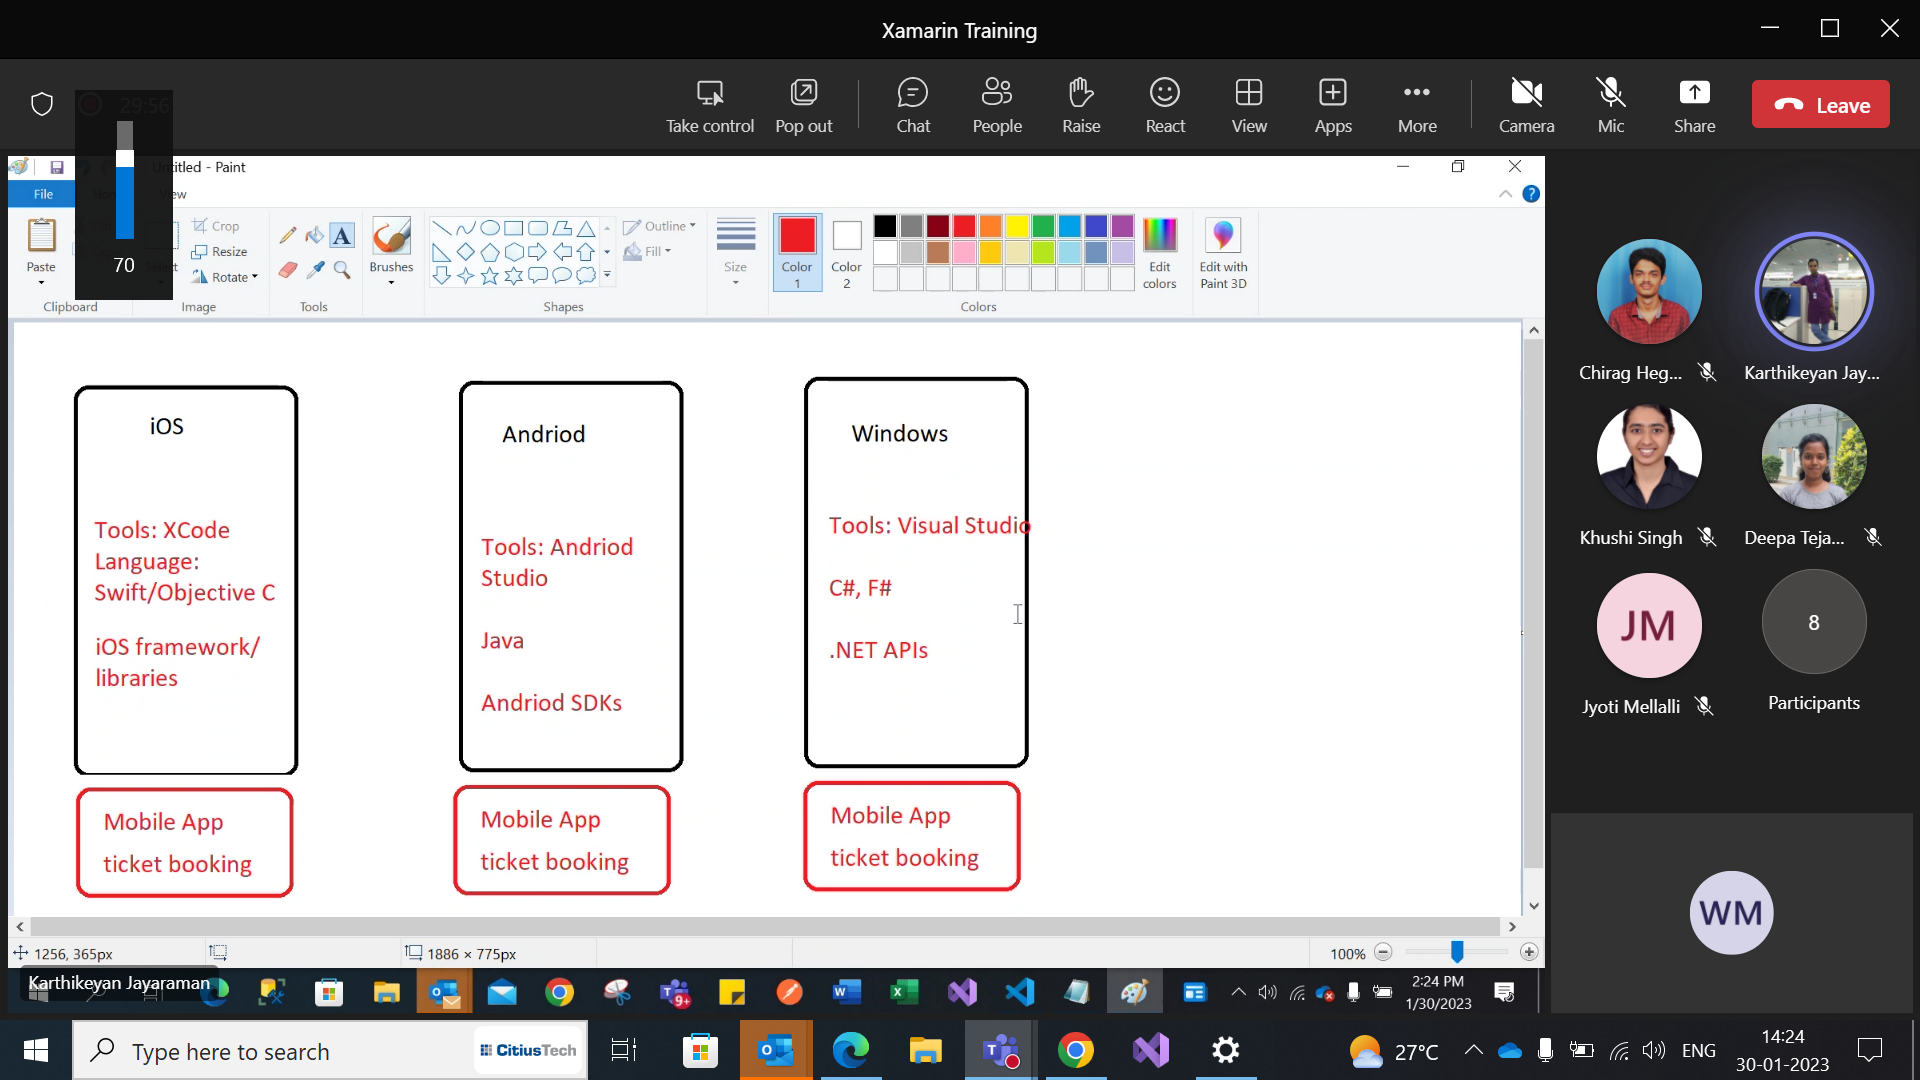 Xamarin Training
29:56
Take control
Pop out
Chat
People
Raise
React
View
Apps
More
Camera
Mic
Share
Leave
70
Untitled - Paint
File
View
Paste
Clipboard
Crop
Resize
Rotate
Image
A
Tools
Brushes
Shapes
Outline
Fill
Size
Color
1
Color
2
Colors
Edit
colors
Edit with
Paint 3D
?
iOS
Tools: XCode
Language:
Swift/Objective C
iOS framework/
libraries
Mobile App
ticket booking
Andriod
Tools: Andriod
Studio
Java
Andriod SDKs
Mobile App
ticket booking
Windows
Tools: Visual Studio
C#, F#
.NET APIs
Mobile App
ticket booking
Chirag Heg...
Karthikeyan Jay...
Khushi Singh
Deepa Teja...
JM
Jyoti Mellalli
8
Participants
WM
1256, 365px
1886 × 775px
100%
Karthikeyan Jayaraman
9+
2:24 PM
1/30/2023
Type here to search
CitiusTech
27°C
ENG
14:24
30-01-2023